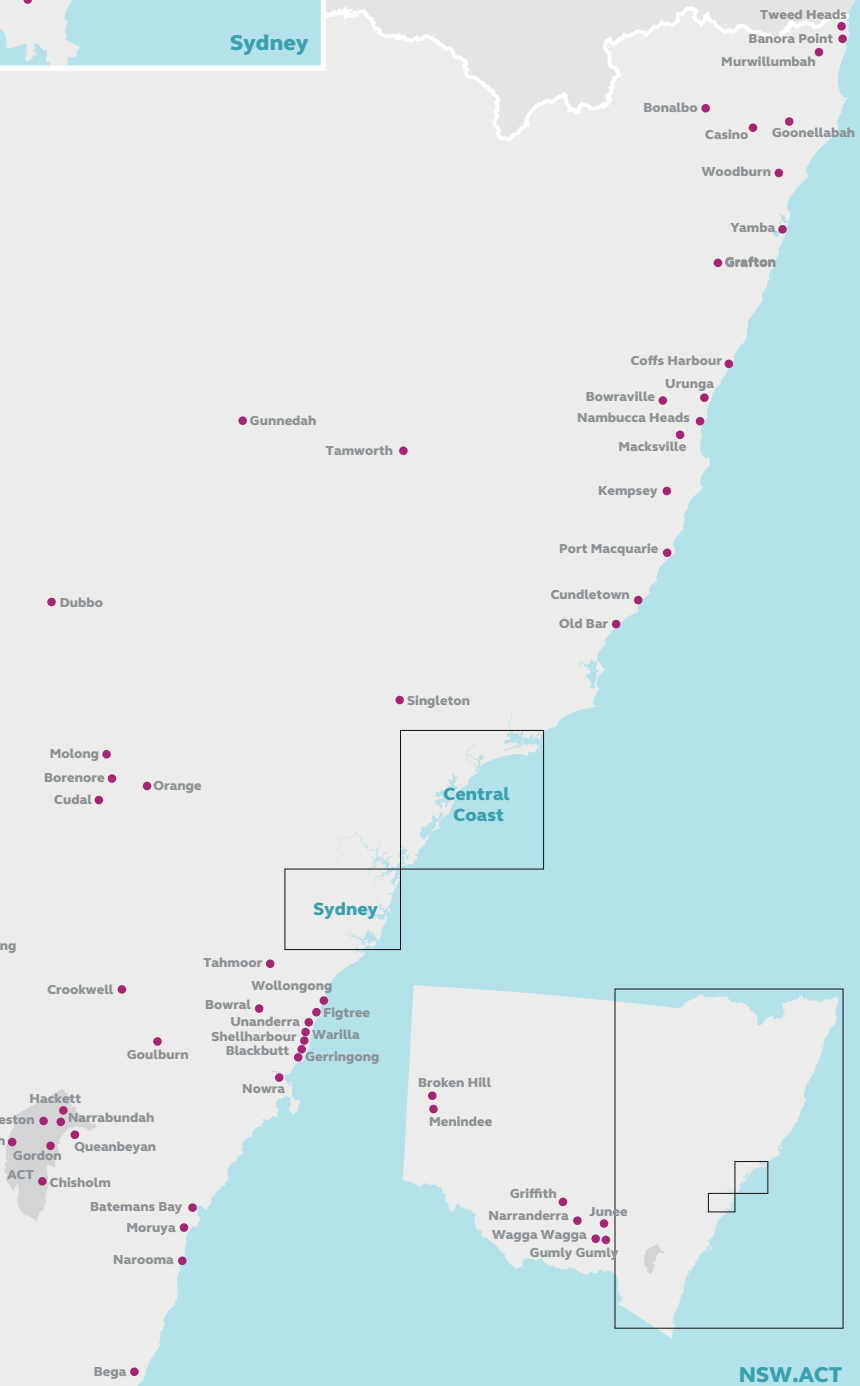 Tweed Heads
Sydney
Banora Point
Murwillumbah
Bonalbo
Casino
Goonellabah
Woodburn
Yamba
Grafton
Coffs Harbour
Urunga
Bowraville
Nambucca Heads
Gunnedah
Macksville
Tamworth
Kempsey
Port Macquarie
Cundletown
Dubbo
Old Bar
Singleton
Molong
Borenore
Orange
Cudal
Central
Coast
Sydney
ng
Tahmoor
Wollongong
Crookwell
Bowral
Figtree
Unanderra
Warilla
Shellharbour
Blackbutt
Goulburn
Gerringong
Nowra
Broken Hill
Hackett
Narrabundah
eston
Menindee
h
Queanbeyan
Gordon
ACT
Chisholm
Griffith
Batemans Bay
Narranderra
Junee
Moruya
Wagga Wagga
Gumly Gumly
Narooma
Bega
NSW.ACT